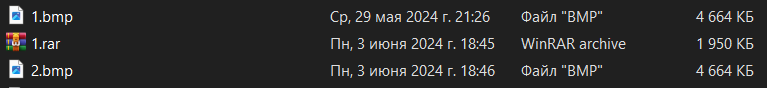 1.bmp Ср, 29 мая 2024 г. 21:26 Файл "BMP" 4 664 КБ
1.rar Пн, 3 июня 2024 г. 18:45 WinRAR archive 1 950 КБ
2.bmp Пн, 3 июня 2024 г. 18:46 Файл "BMP" 4 664 КБ